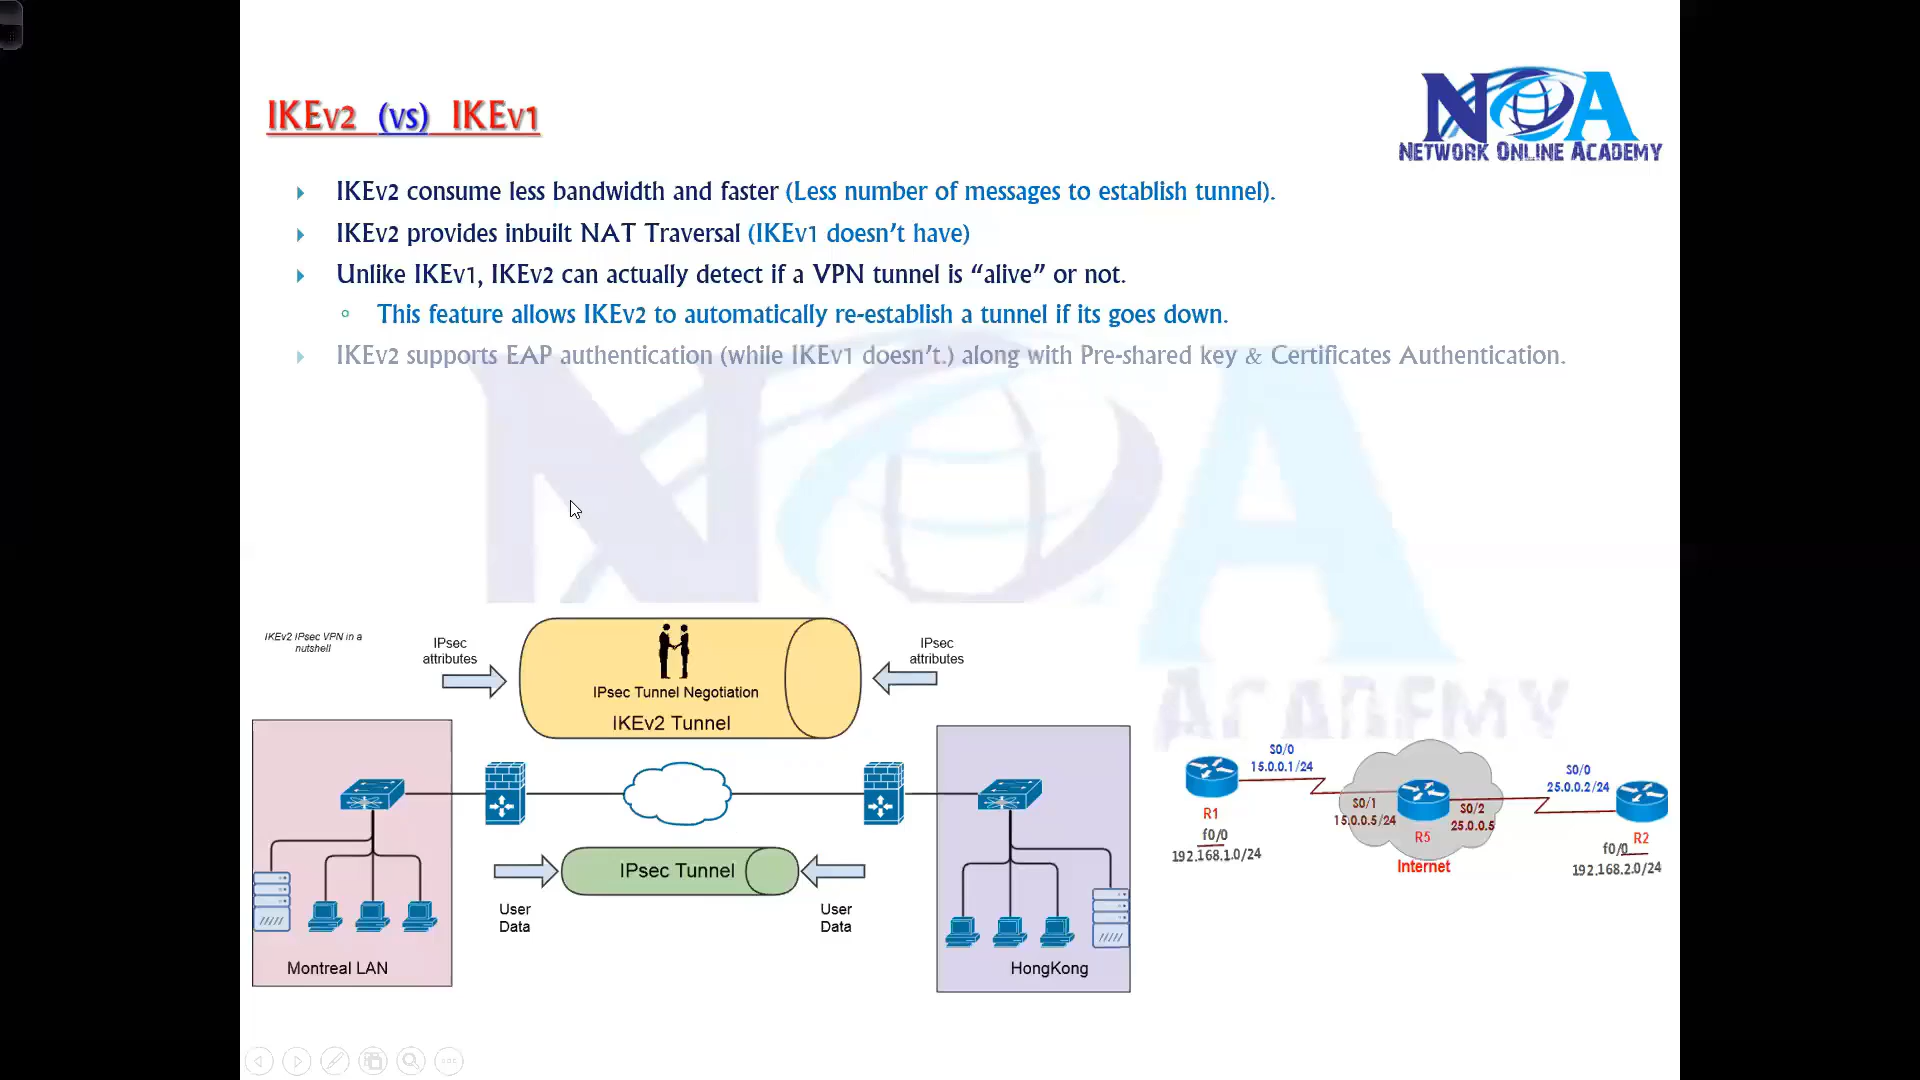 IKEv2 (vs) IKEv1
NOA
NETWORK ONLINE ACADEMY
IKEv2 consume less bandwidth and faster (Less number of messages to establish tunnel).
IKEv2 provides inbuilt NAT Traversal (IKEv1 doesn't have)
Unlike IKEv1, IKEv2 can actually detect if a VPN tunnel is “alive” or not.
This feature allows IKEv2 to automatically re-establish a tunnel if its goes down.
IKEv2 supports EAP authentication (while IKEv1 doesn't.) along with Pre-shared key & Certificates Authentication.
NOA
ACADEMY
IKEv2 IPsec VPN in a
nutshell
IPsec
attributes
IPsec Tunnel Negotiation
IKEv2 Tunnel
IPsec
attributes
IPsec Tunnel
User
Data
User
Data
Montreal LAN
HongKong
S0/0
15.0.0.1/24
R1
f0/0
192.168.1.0/24
S0/1
15.0.0.5/24
R5
S0/2
25.0.0.5
Internet
S0/0
25.0.0.2/24
R2
f0/0
192.168.2.0/24